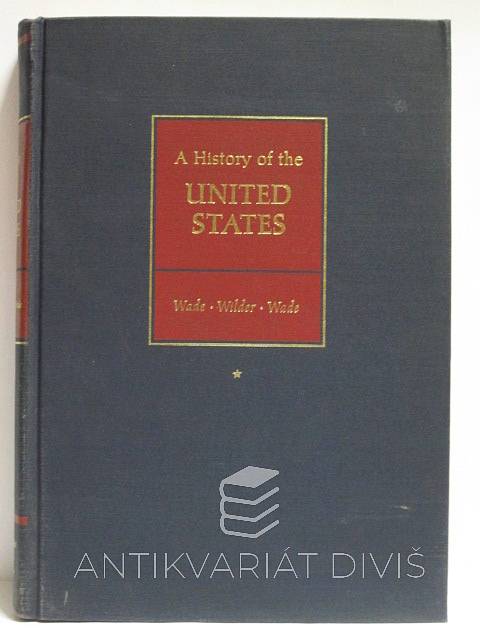 A History of the
UNITED
STATES
Wade · Wilder · Wade
ANTIKVARIÁT DIVIŠ